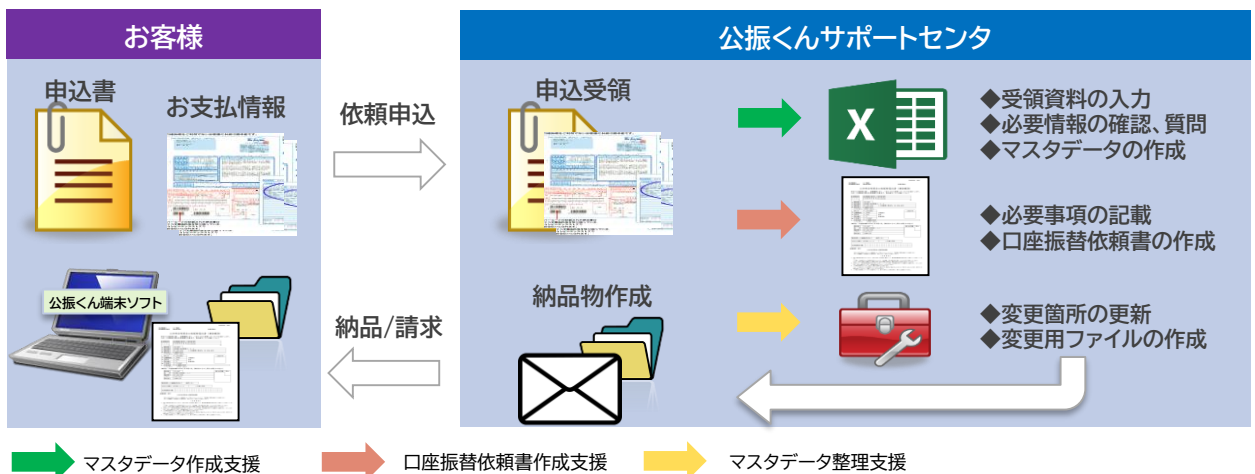 お客様
申込書
お支払情報
公振くん端末ソフト
依頼申込
納品/請求
公振くんサポートセンタ
申込受領
◆受領資料の入力
◆必要情報の確認、質問
◆マスタデータの作成
◆必要事項の記載
◆口座振替依頼書の作成
納品物作成
◆変更箇所の更新
◆変更用ファイルの作成
マスタデータ作成支援
口座振替依頼書作成支援
マスタデータ整理支援